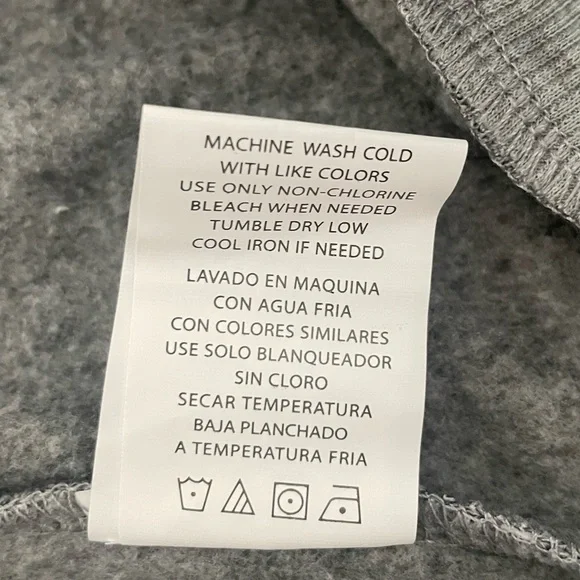 MACHINE WASH COLD
WITH LIKE COLORS
USE ONLY NON-CHLORINE
BLEACH WHEN NEEDED
TUMBLE DRY LOW
COOL IRON IF NEEDED
LAVADO EN MAQUINA
CON AGUA FRIA
CON COLORES SIMILARES
USE SOLO BLANQUEADOR
SIN CLORO
SECAR TEMPERATURA
BAJA PLANCHADO
A TEMPERATURA FRIA